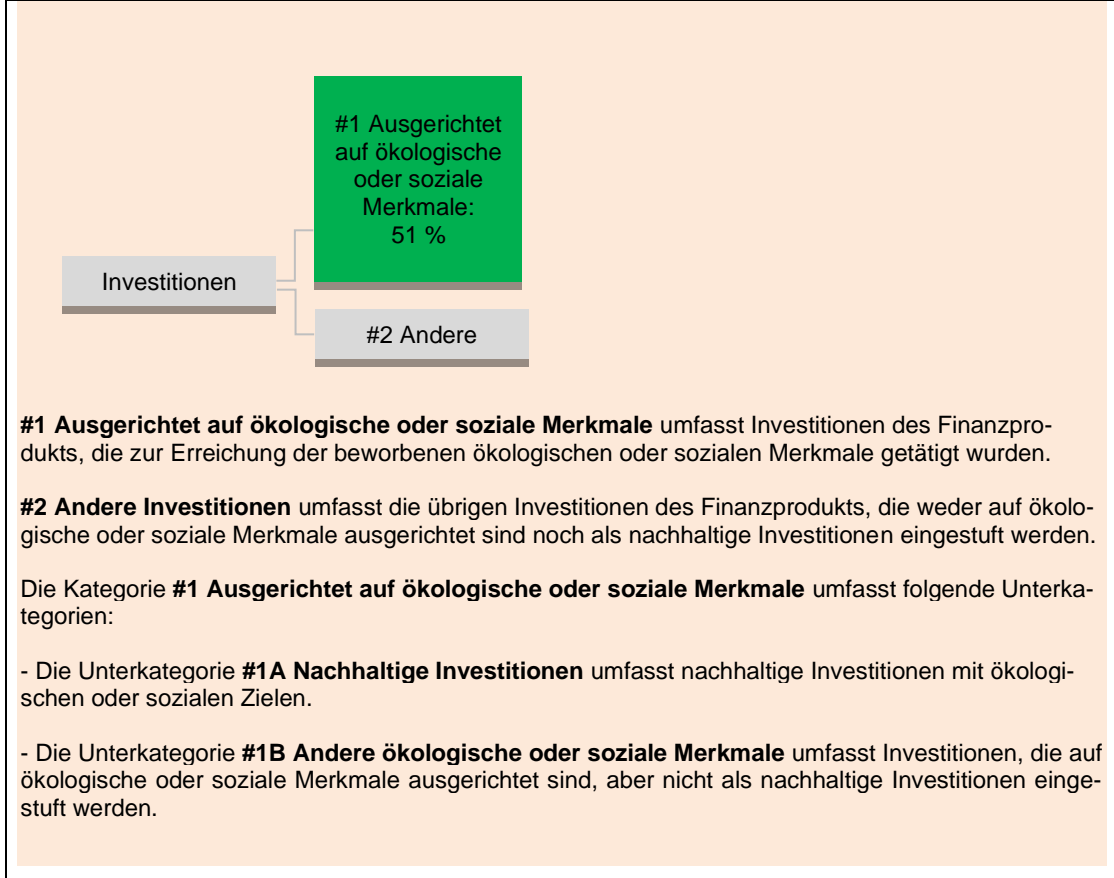 #1 Ausgerichtet
auf ökologische
oder soziale
Merkmale:
51 %
Investitionen
#2 Andere
#1 Ausgerichtet auf ökologische oder soziale Merkmale umfasst Investitionen des Finanzpro-
dukts, die zur Erreichung der beworbenen ökologischen oder sozialen Merkmale getätigt wurden.
#2 Andere Investitionen umfasst die übrigen Investitionen des Finanzprodukts, die weder auf ökolo-
gische oder soziale Merkmale ausgerichtet sind noch als nachhaltige Investitionen eingestuft werden.
Die Kategorie #1 Ausgerichtet auf ökologische oder soziale Merkmale umfasst folgende Unterka-
tegorien:
- Die Unterkategorie #1A Nachhaltige Investitionen umfasst nachhaltige Investitionen mit ökologi-
schen oder sozialen Zielen.
- Die Unterkategorie #1B Andere ökologische oder soziale Merkmale umfasst Investitionen, die auf
ökologische oder soziale Merkmale ausgerichtet sind, aber nicht als nachhaltige Investitionen einge-
stuft werden.